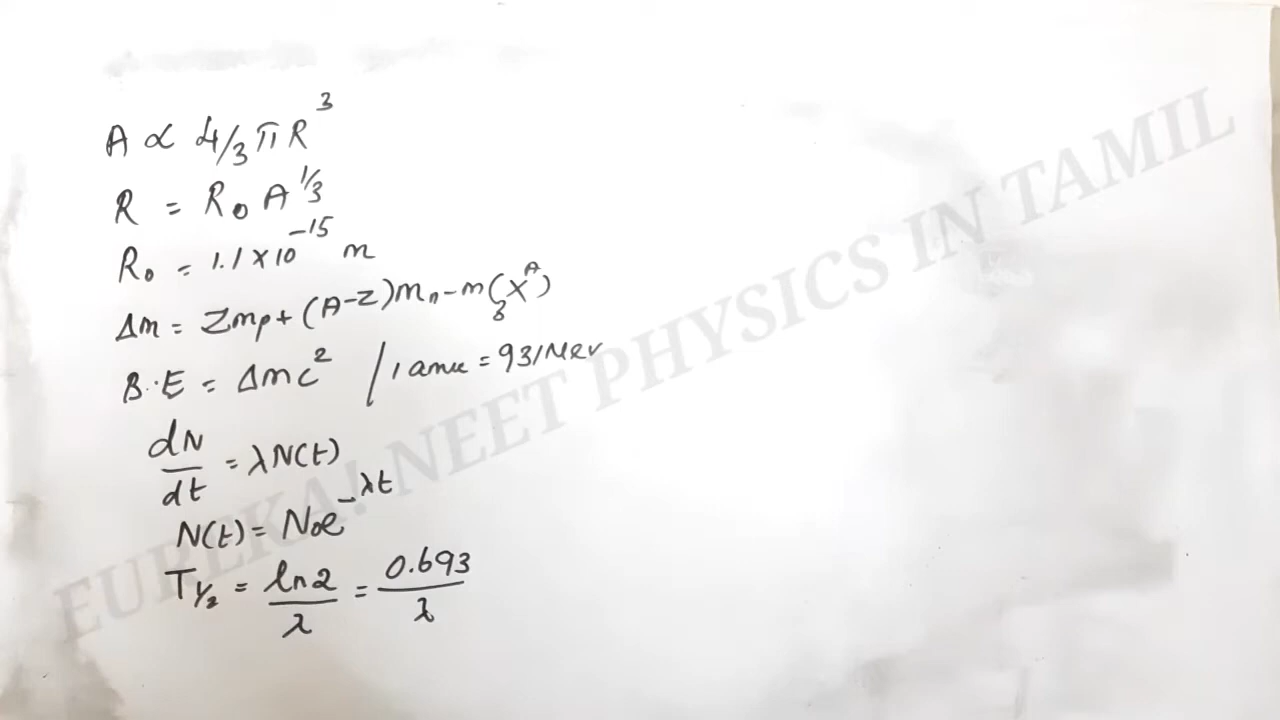 A ∝ 4/3 π R³
R = R₀ A^1/3
R₀ = 1.1 × 10⁻¹⁵ m
Δm = Zmp + (A-Z)mₙ - m(zXᴬ)
B.E = Δmc² / 1 amu = 931 MeV
dN/dt = λN(t)
N(t) = N₀e^-λt
T½ = ln2/λ = 0.693/λ
EUREKA! NEET PHYSICS IN TAMIL